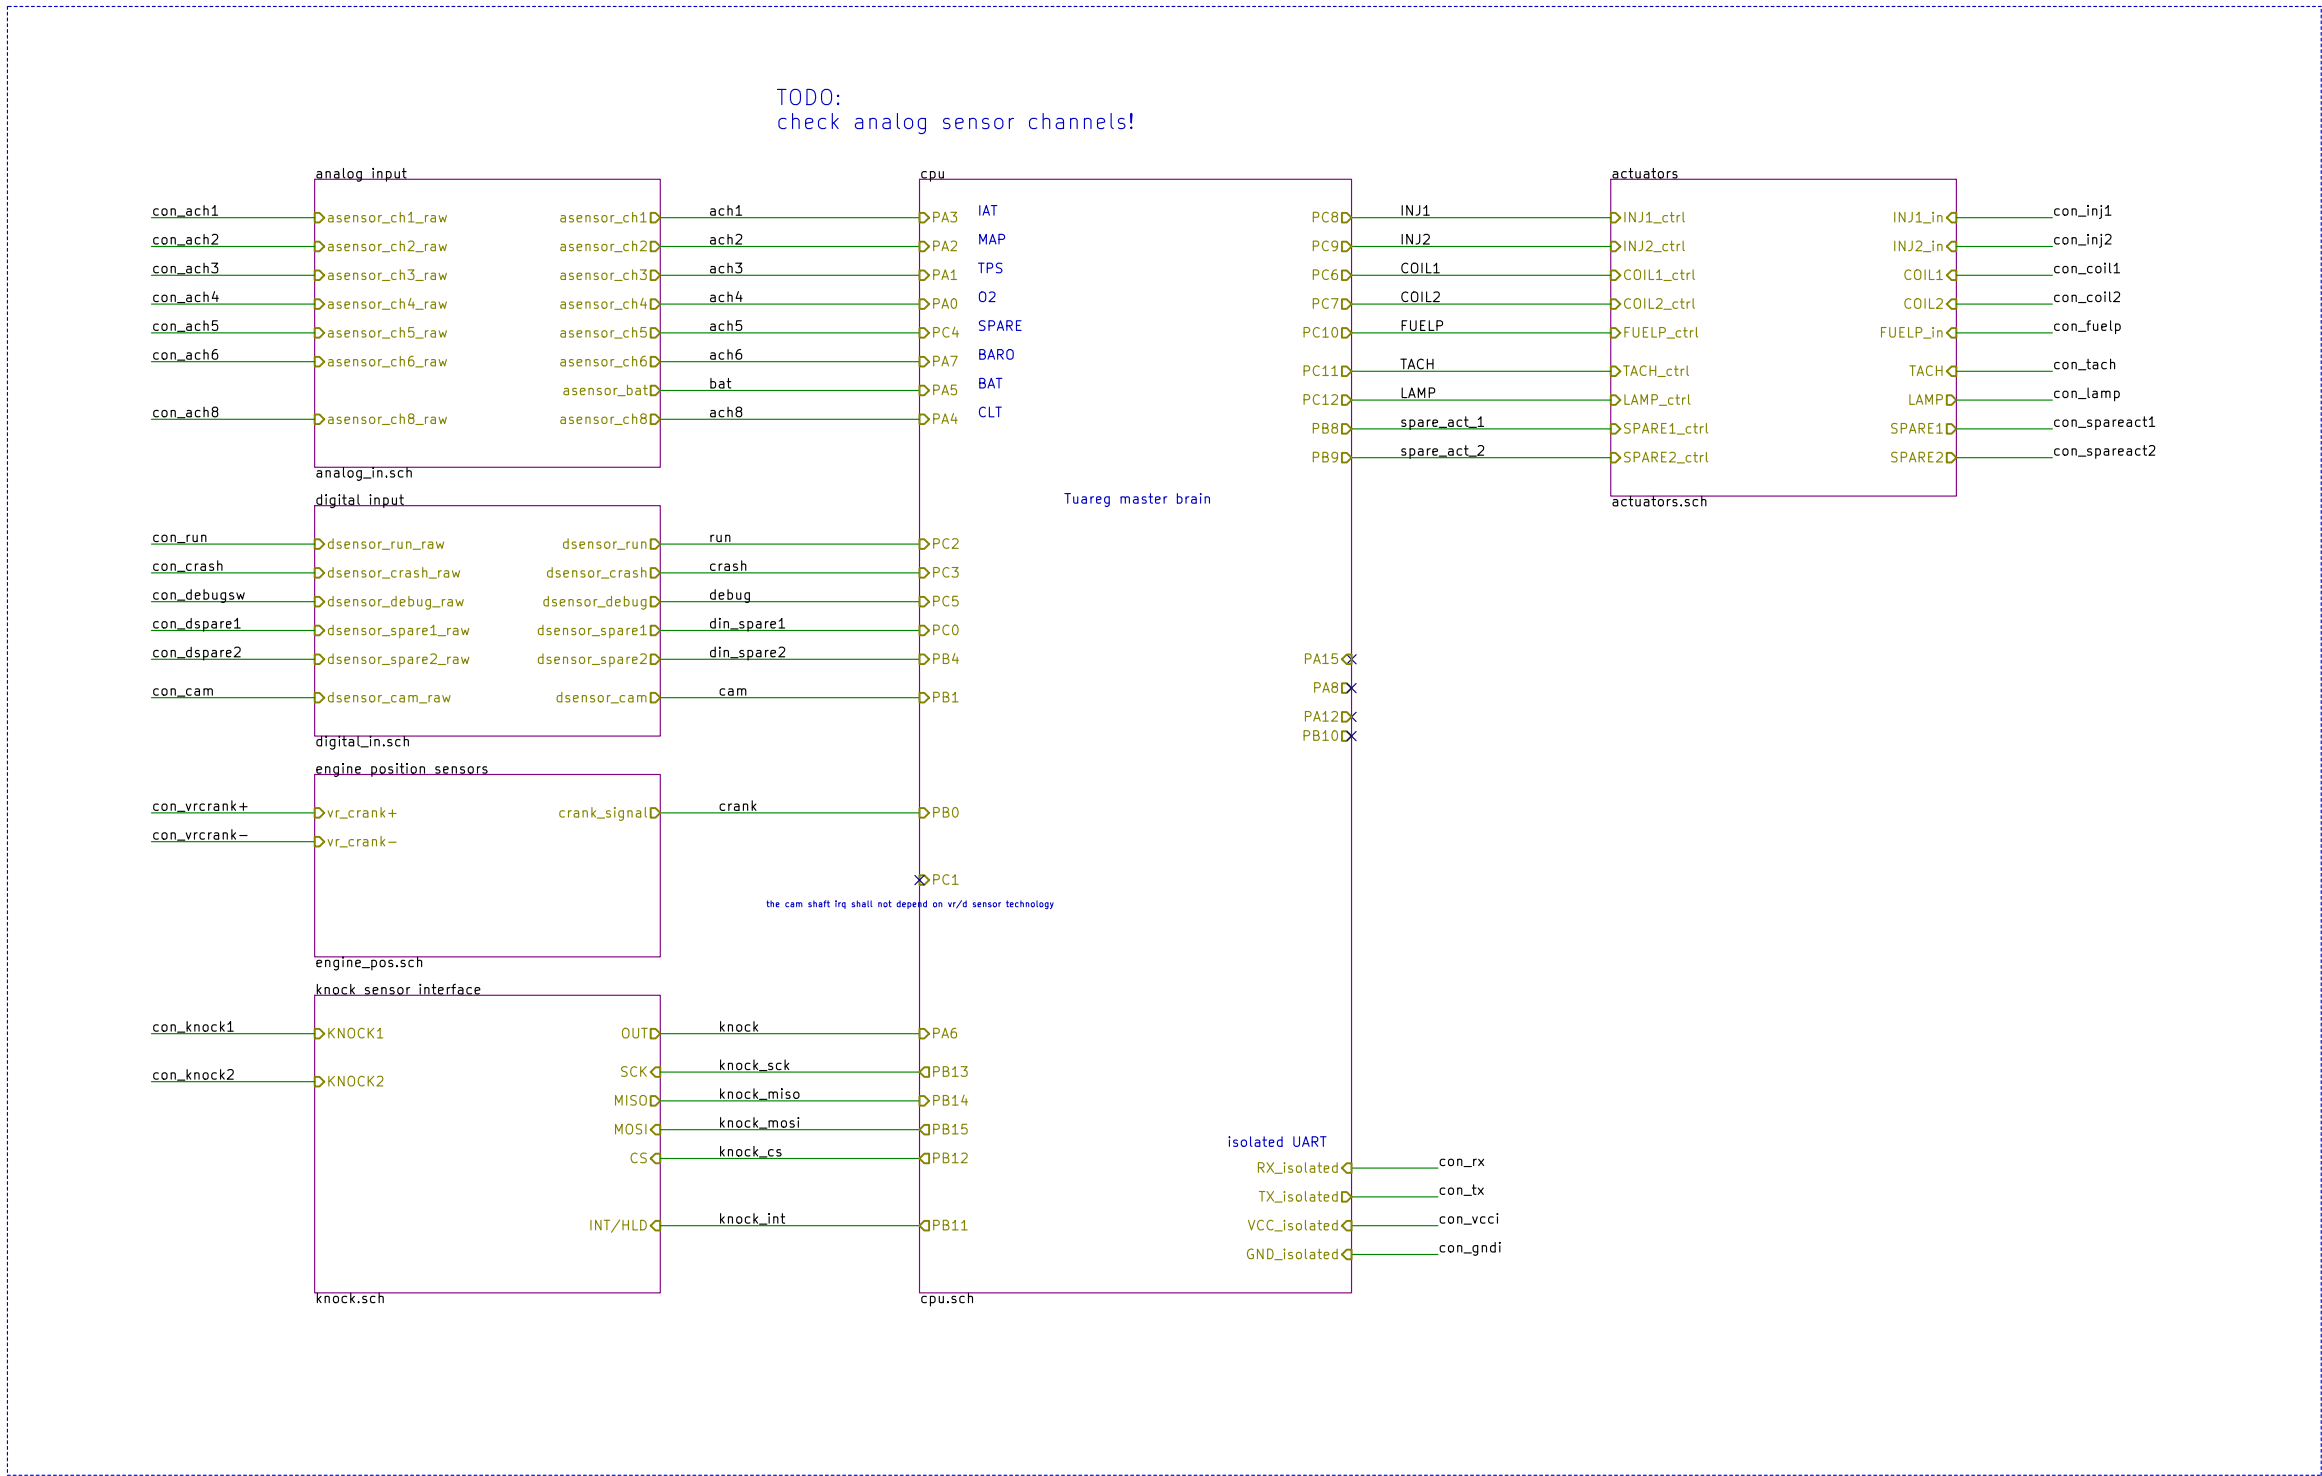 TODO:
check analog sensor channels!
analog input
con_ach1
con_ach2
con_ach3
con_ach4
con_ach5
con_ach6
con_ach8
asensor_ch1_raw
asensor_ch2_raw
asensor_ch3_raw
asensor_ch4_raw
asensor_ch5_raw
asensor_ch6_raw
asensor_ch8_raw
asensor_ch1
asensor_ch2
asensor_ch3
asensor_ch4
asensor_ch5
asensor_ch6
asensor_bat
asensor_ch8
analog_in.sch
ach1
ach2
ach3
ach4
ach5
ach6
bat
ach8
digital input
con_run
con_crash
con_debugsw
con_dspare1
con_dspare2
con_cam
dsensor_run_raw
dsensor_crash_raw
dsensor_debug_raw
dsensor_spare1_raw
dsensor_spare2_raw
dsensor_cam_raw
dsensor_run
dsensor_crash
dsensor_debug
dsensor_spare1
dsensor_spare2
dsensor_cam
digital_in.sch
run
crash
debug
din_spare1
din_spare2
cam
engine position sensors
con_vrcrank+
con_vrcrank-
vr_crank+
vr_crank-
crank_signal
engine_pos.sch
crank
knock sensor interface
con_knock1
con_knock2
KNOCK1
KNOCK2
OUT
SCK
MISO
MOSI
CS
INT/HLD
knock.sch
knock
knock_sck
knock_miso
knock_mosi
knock_cs
knock_int
cpu
PA3
PA2
PA1
PA0
PC4
PA7
PA5
PA4
IAT
MAP
TPS
O2
SPARE
BARO
BAT
CLT
Tuareg master brain
PC2
PC3
PC5
PC0
PB4
PB1
PB0
PC1
the cam shaft irq shall not depend on vr/d sensor technology
PA6
PB13
PB14
PB15
PB12
PB11
PC8
PC9
PC6
PC7
PC10
PC11
PC12
PB8
PB9
PA15
PA8
PA12
PB10
isolated UART
RX_isolated
TX_isolated
VCC_isolated
GND_isolated
cpu.sch
con_rx
con_tx
con_vcci
con_gndi
INJ1
INJ2
COIL1
COIL2
FUELP
TACH
LAMP
spare_act_1
spare_act_2
actuators
INJ1_ctrl
INJ2_ctrl
COIL1_ctrl
COIL2_ctrl
FUELP_ctrl
TACH_ctrl
LAMP_ctrl
SPARE1_ctrl
SPARE2_ctrl
INJ1_in
INJ2_in
COIL1
COIL2
FUELP_in
TACH
LAMP
SPARE1
SPARE2
actuators.sch
con_inj1
con_inj2
con_coil1
con_coil2
con_fuelp
con_tach
con_lamp
con_spareact1
con_spareact2